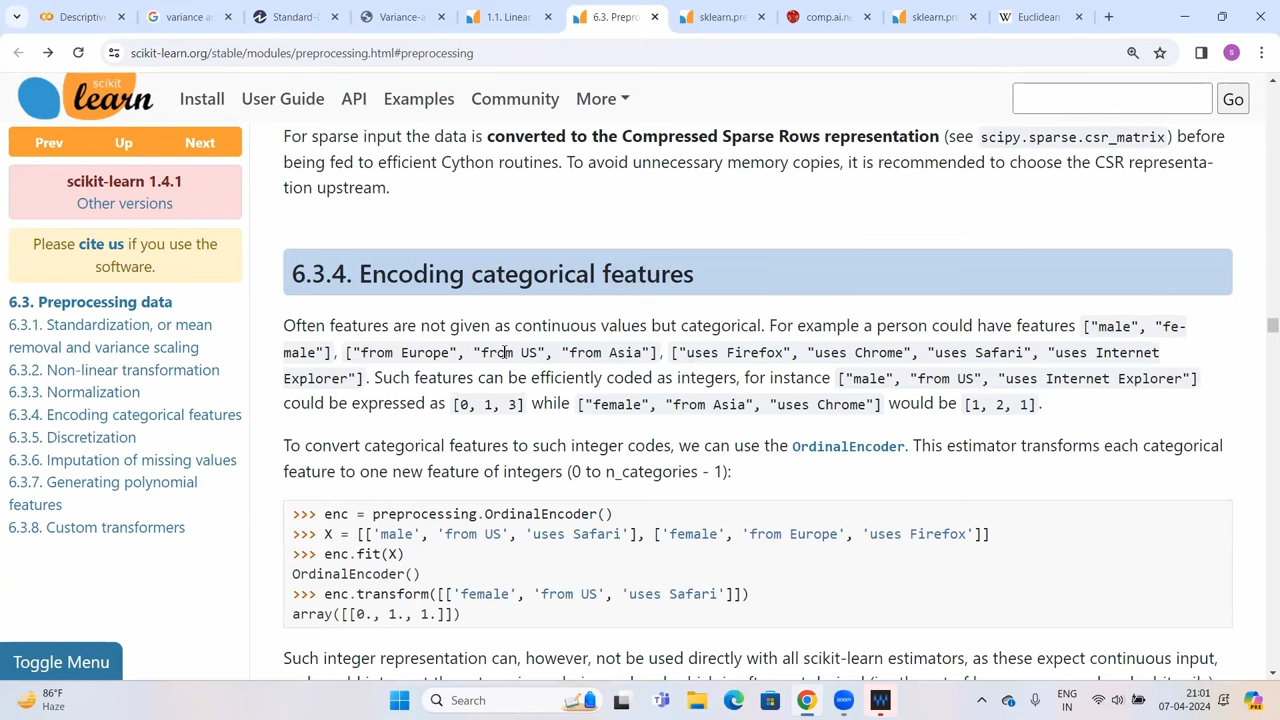 Descriptive
variance a
Standard-D
Variance-a
1.1. Linear
6.3. Prepro
sklearn.pre
comp.ai.ne
sklearn.pre
Euclidean
scikit-learn.org/stable/modules/preprocessing.html#preprocessing
S
scikit
learn
Install
User Guide
API
Examples
Community
More
Go
Prev
Up
Next
scikit-learn 1.4.1
Other versions
Please cite us if you use the
software.
6.3. Preprocessing data
6.3.1. Standardization, or mean
removal and variance scaling
6.3.2. Non-linear transformation
6.3.3. Normalization
6.3.4. Encoding categorical features
6.3.5. Discretization
6.3.6. Imputation of missing values
6.3.7. Generating polynomial
features
6.3.8. Custom transformers
Toggle Menu
For sparse input the data is converted to the Compressed Sparse Rows representation (see scipy.sparse.csr_matrix) before
being fed to efficient Cython routines. To avoid unnecessary memory copies, it is recommended to choose the CSR representa-
tion upstream.
6.3.4. Encoding categorical features
Often features are not given as continuous values but categorical. For example a person could have features ["male", "fe-
male"], ["from Europe", "from US", "from Asia"], ["uses Firefox", "uses Chrome", "uses Safari", "uses Internet
Explorer"]. Such features can be efficiently coded as integers, for instance ["male", "from US", "uses Internet Explorer"]
could be expressed as [0, 1, 3] while ["female", "from Asia", "uses Chrome"] would be [1, 2, 1].
To convert categorical features to such integer codes, we can use the OrdinalEncoder. This estimator transforms each categorical
feature to one new feature of integers (0 to n_categories - 1):
>>> enc = preprocessing.OrdinalEncoder()
>>> X = [['male', 'from US', 'uses Safari'], ['female', 'from Europe', 'uses Firefox']]
>>> enc.fit(X)
OrdinalEncoder()
>>> enc.transform([['female', 'from US', 'uses Safari']])
array([[0., 1., 1.]])
Such integer representation can, however, not be used directly with all scikit-learn estimators, as these expect continuous input,
86°F
Haze
Search
ENG
IN
21:01
07-04-2024